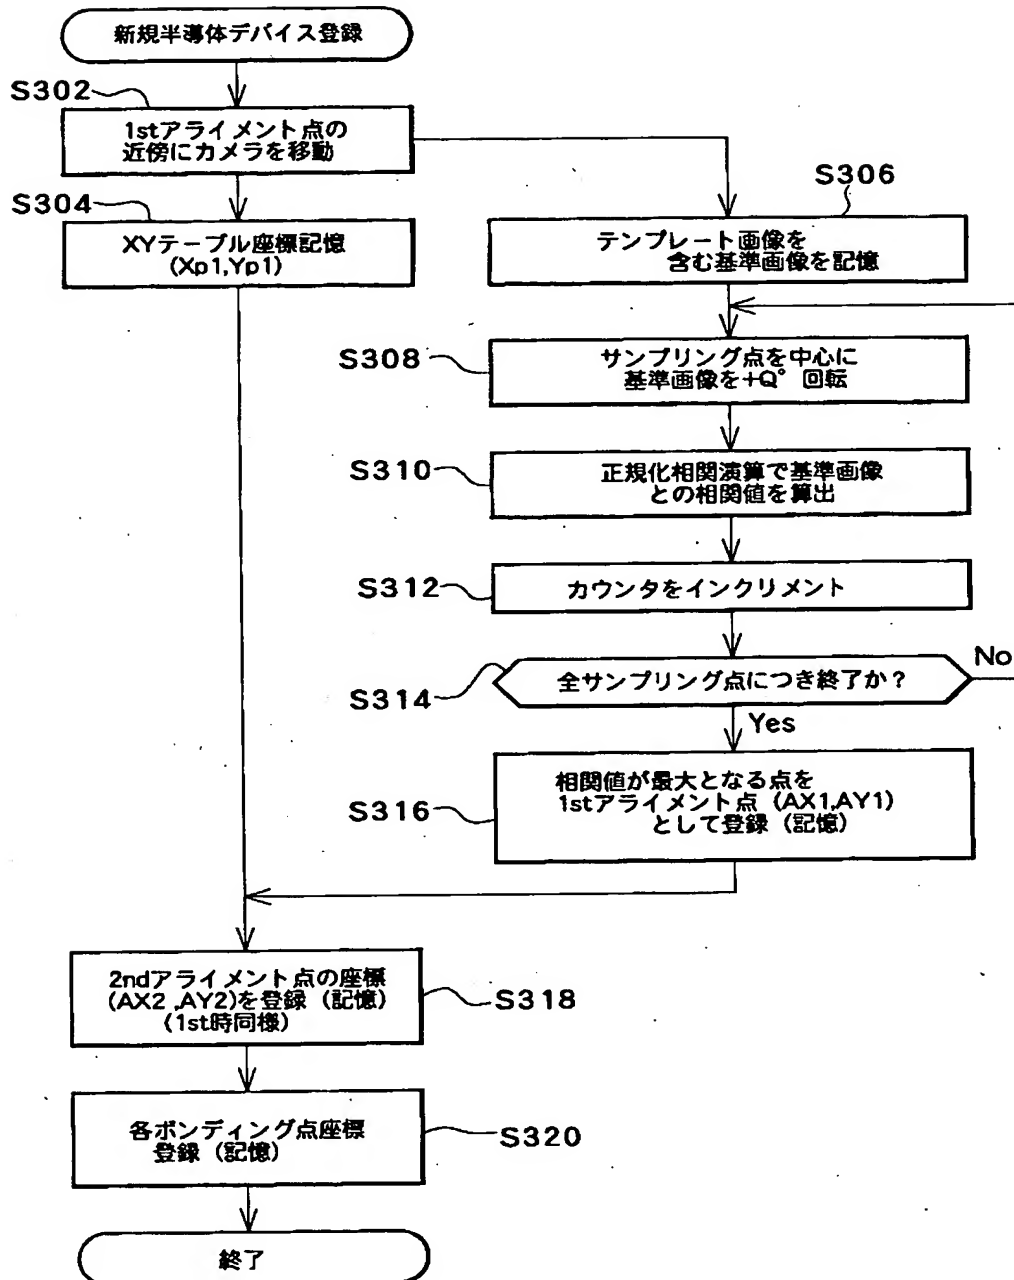 新規半導体デバイス登録
S302
1stアライメント点の
近傍にカメラを移動
S304
XYテーブル座標記憶
(Xp1,Yp1)
S306
テンプレート画像を
含む基準画像を記憶
S308
サンプリング点を中心に
基準画像を+Q° 回転
S310
正規化相関演算で基準画像
との相関値を算出
S312
カウンタをインクリメント
S314
全サンプリング点につき終了か?
No
Yes
S316
相関値が最大となる点を
1stアライメント点 (AX1,AY1)
として登録 (記憶)
2ndアライメント点の座標
(AX2 ,AY2)を登録 (記憶)
(1st時同様)
S318
各ボンディング点座標
登録 (記憶)
S320
終了